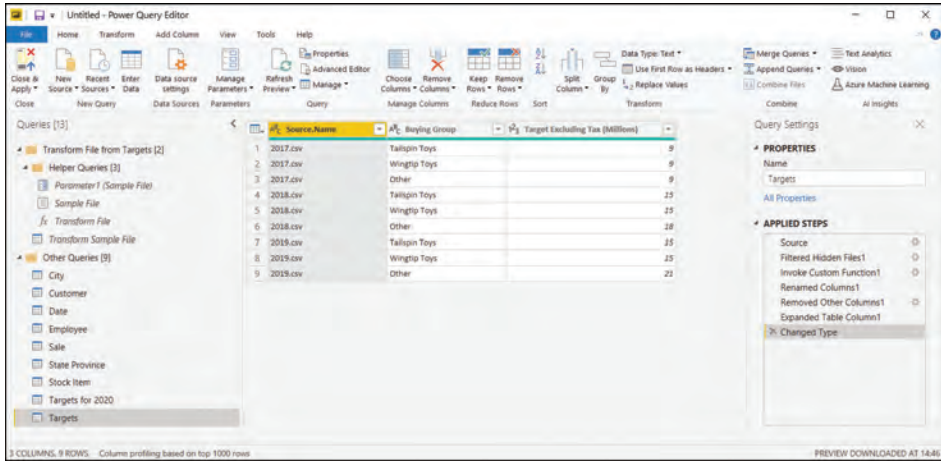 Untitled - Power Query Editor
File Home Transform Add Column View Tools Help
Close & Apply New Source Recent Sources Enter Data Data source settings Manage Parameters Refresh Preview Properties Advanced Editor Manage Choose Columns Remove Columns Keep Rows Remove Rows Split Column Group By Data Type: Text Use First Row as Headers Replace Values Merge Queries Append Queries Combine Files Text Analytics Vision Azure Machine Learning
Close New Query Data Sources Parameters Query Manage Columns Reduce Rows Sort Transform Combine AI Insights
Queries [13]
Transform File from Targets [2]
Helper Queries [3]
Parameter1 (Sample File)
Sample File
fx Transform File
Transform Sample File
Other Queries [9]
City
Customer
Date
Employee
Sale
State Province
Stock Item
Targets for 2020
Targets
Source.Name Buying Group Target Excluding Tax (Millions)
1 2017.csv Tailspin Toys 9
2 2017.csv Wingtip Toys 9
3 2017.csv Other 9
4 2018.csv Tailspin Toys 15
5 2018.csv Wingtip Toys 15
6 2018.csv Other 18
7 2019.csv Tailspin Toys 15
8 2019.csv Wingtip Toys 15
9 2019.csv Other 21
Query Settings
PROPERTIES
Name
Targets
All Properties
APPLIED STEPS
Source
Filtered Hidden Files1
Invoke Custom Function1
Renamed Columns1
Removed Other Columns1
Expanded Table Column1
Changed Type
3 COLUMNS, 9 ROWS Column profiling based on top 1000 rows
PREVIEW DOWNLOADED AT 14:46